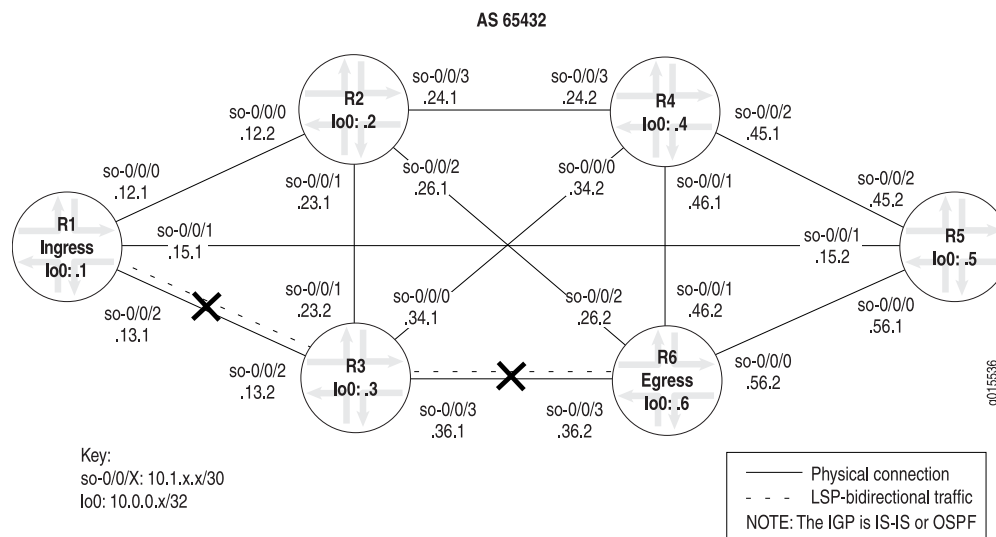 AS 65432
so-0/0/3
.24.1
so-0/0/3
.24.2
R2
lo0: .2
R4
lo0: .4
so-0/0/0
.12.2
so-0/0/2
.45.1
so-0/0/2
.26.1
so-0/0/0
.34.2
so-0/0/0
.12.1
so-0/0/1
.23.1
so-0/0/1
.46.1
so-0/0/2
.45.2
R1
Ingress
lo0: .1
so-0/0/1
.15.1
so-0/0/1
.15.2
R5
lo0: .5
so-0/0/2
.13.1
so-0/0/1
.23.2
so-0/0/0
.34.1
so-0/0/2
.26.2
so-0/0/1
.46.2
so-0/0/0
.56.1
so-0/0/2
.13.2
R3
lo0: .3
R6
Egress
lo0: .6
so-0/0/0
.56.2
so-0/0/3
.36.1
so-0/0/3
.36.2
g015536
Key:
so-0/0/X: 10.1.x.x/30
lo0: 10.0.0.x/32
Physical connection
LSP-bidirectional traffic
NOTE: The IGP is IS-IS or OSPF